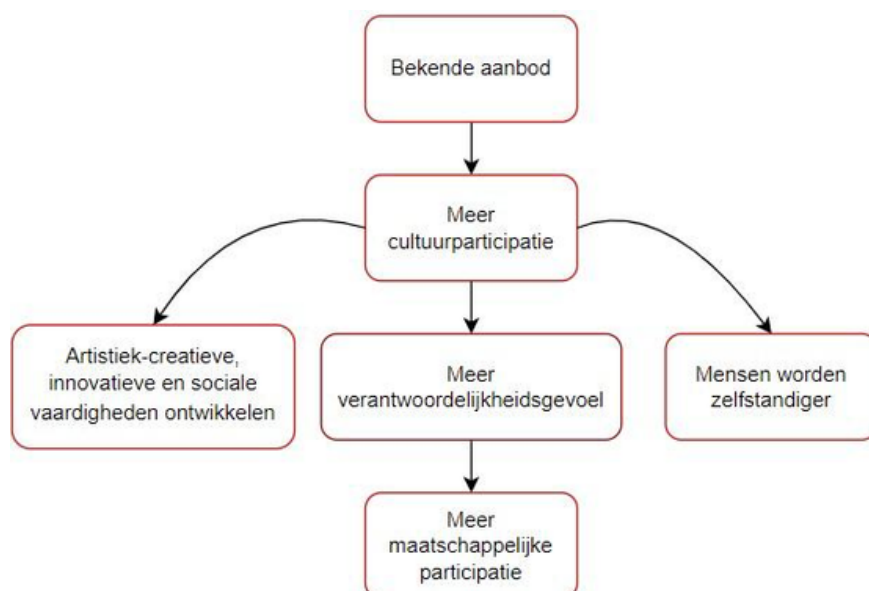 Bekende aanbod
Meer
cultuurparticipatie
Artistiek-creatieve,
innovatieve en sociale
vaardigheden ontwikkelen
Meer
verantwoordelijkheidsgevoel
Mensen worden
zelfstandiger
Meer
maatschappelijke
participatie